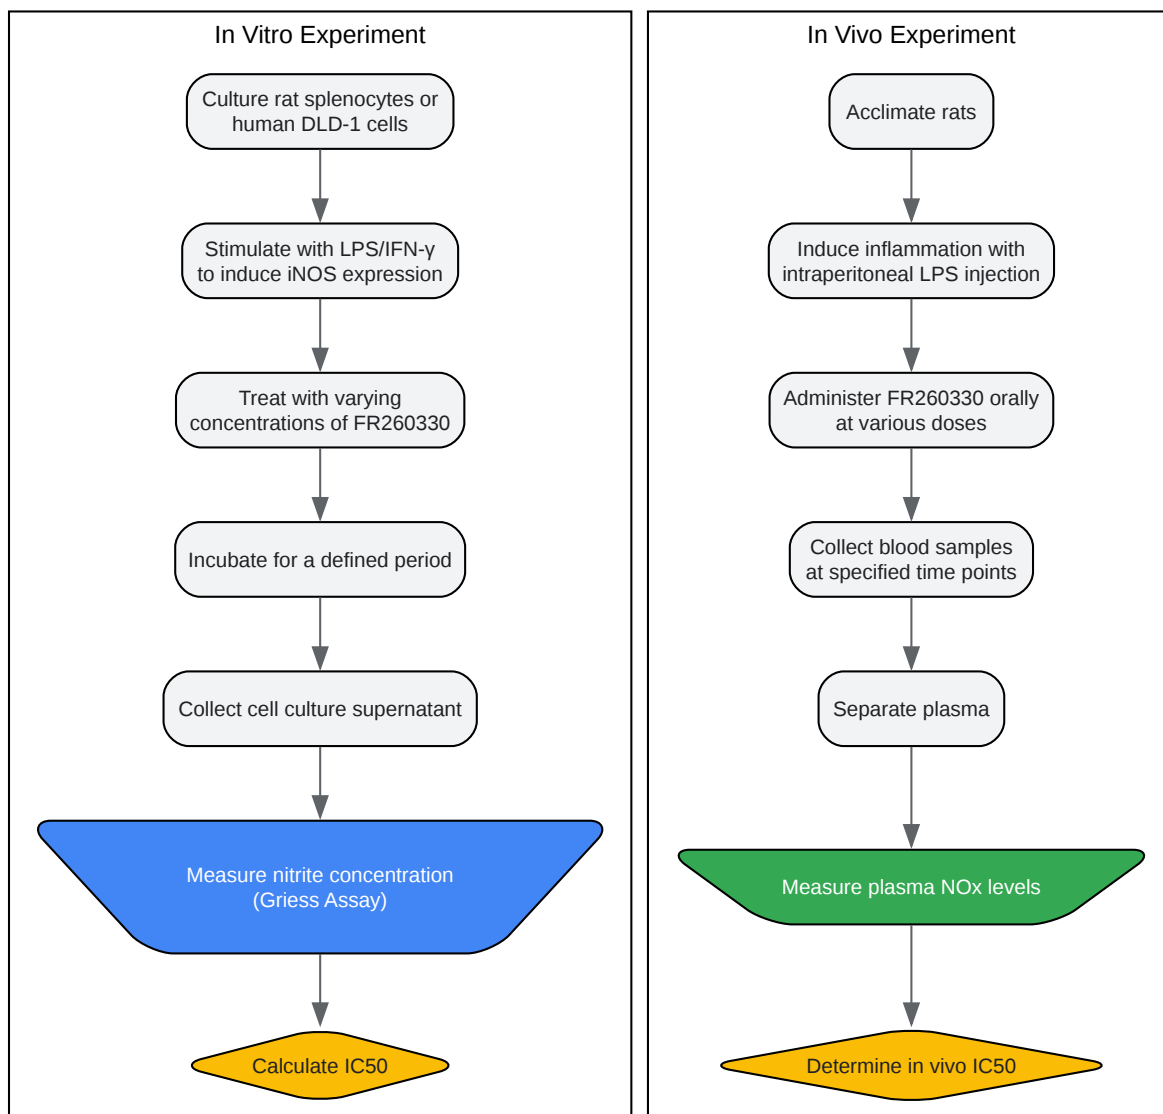 In Vitro Experiment
Culture rat splenocytes or
human DLD-1 cells
Stimulate with LPS/IFN-γ
to induce iNOS expression
Treat with varying
concentrations of FR260330
Incubate for a defined period
Collect cell culture supernatant
Measure nitrite concentration
(Griess Assay)
Calculate IC50
In Vivo Experiment
Acclimate rats
Induce inflammation with
intraperitoneal LPS injection
Administer FR260330 orally
at various doses
Collect blood samples
at specified time points
Separate plasma
Measure plasma NOx levels
Determine in vivo IC50